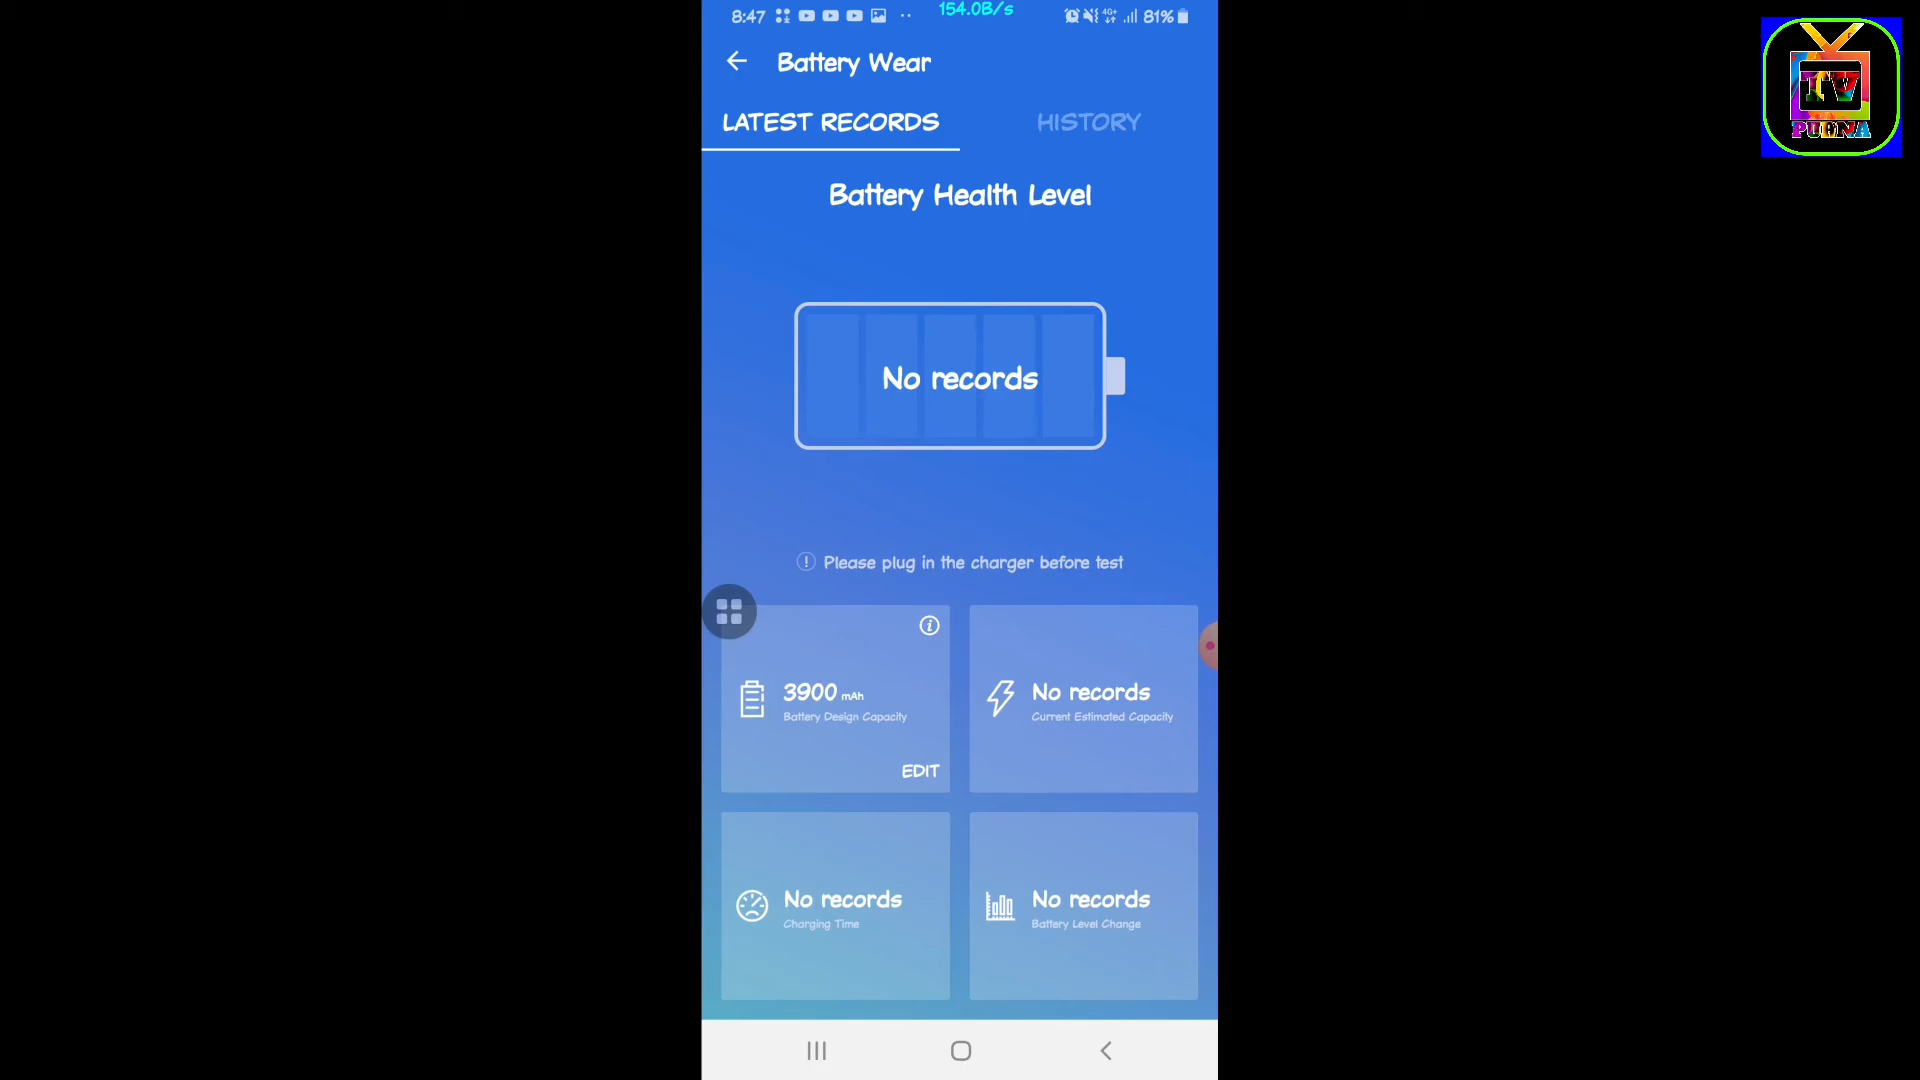 8:47 154.0B/s 4G+ 81%
Battery Wear
LATEST RECORDS HISTORY
Battery Health Level
No records
Please plug in the charger before test
3900 mAh
Battery Design Capacity
EDIT
No records
Current Estimated Capacity
No records
Charging Time
No records
Battery Level Change
TV
PURNA